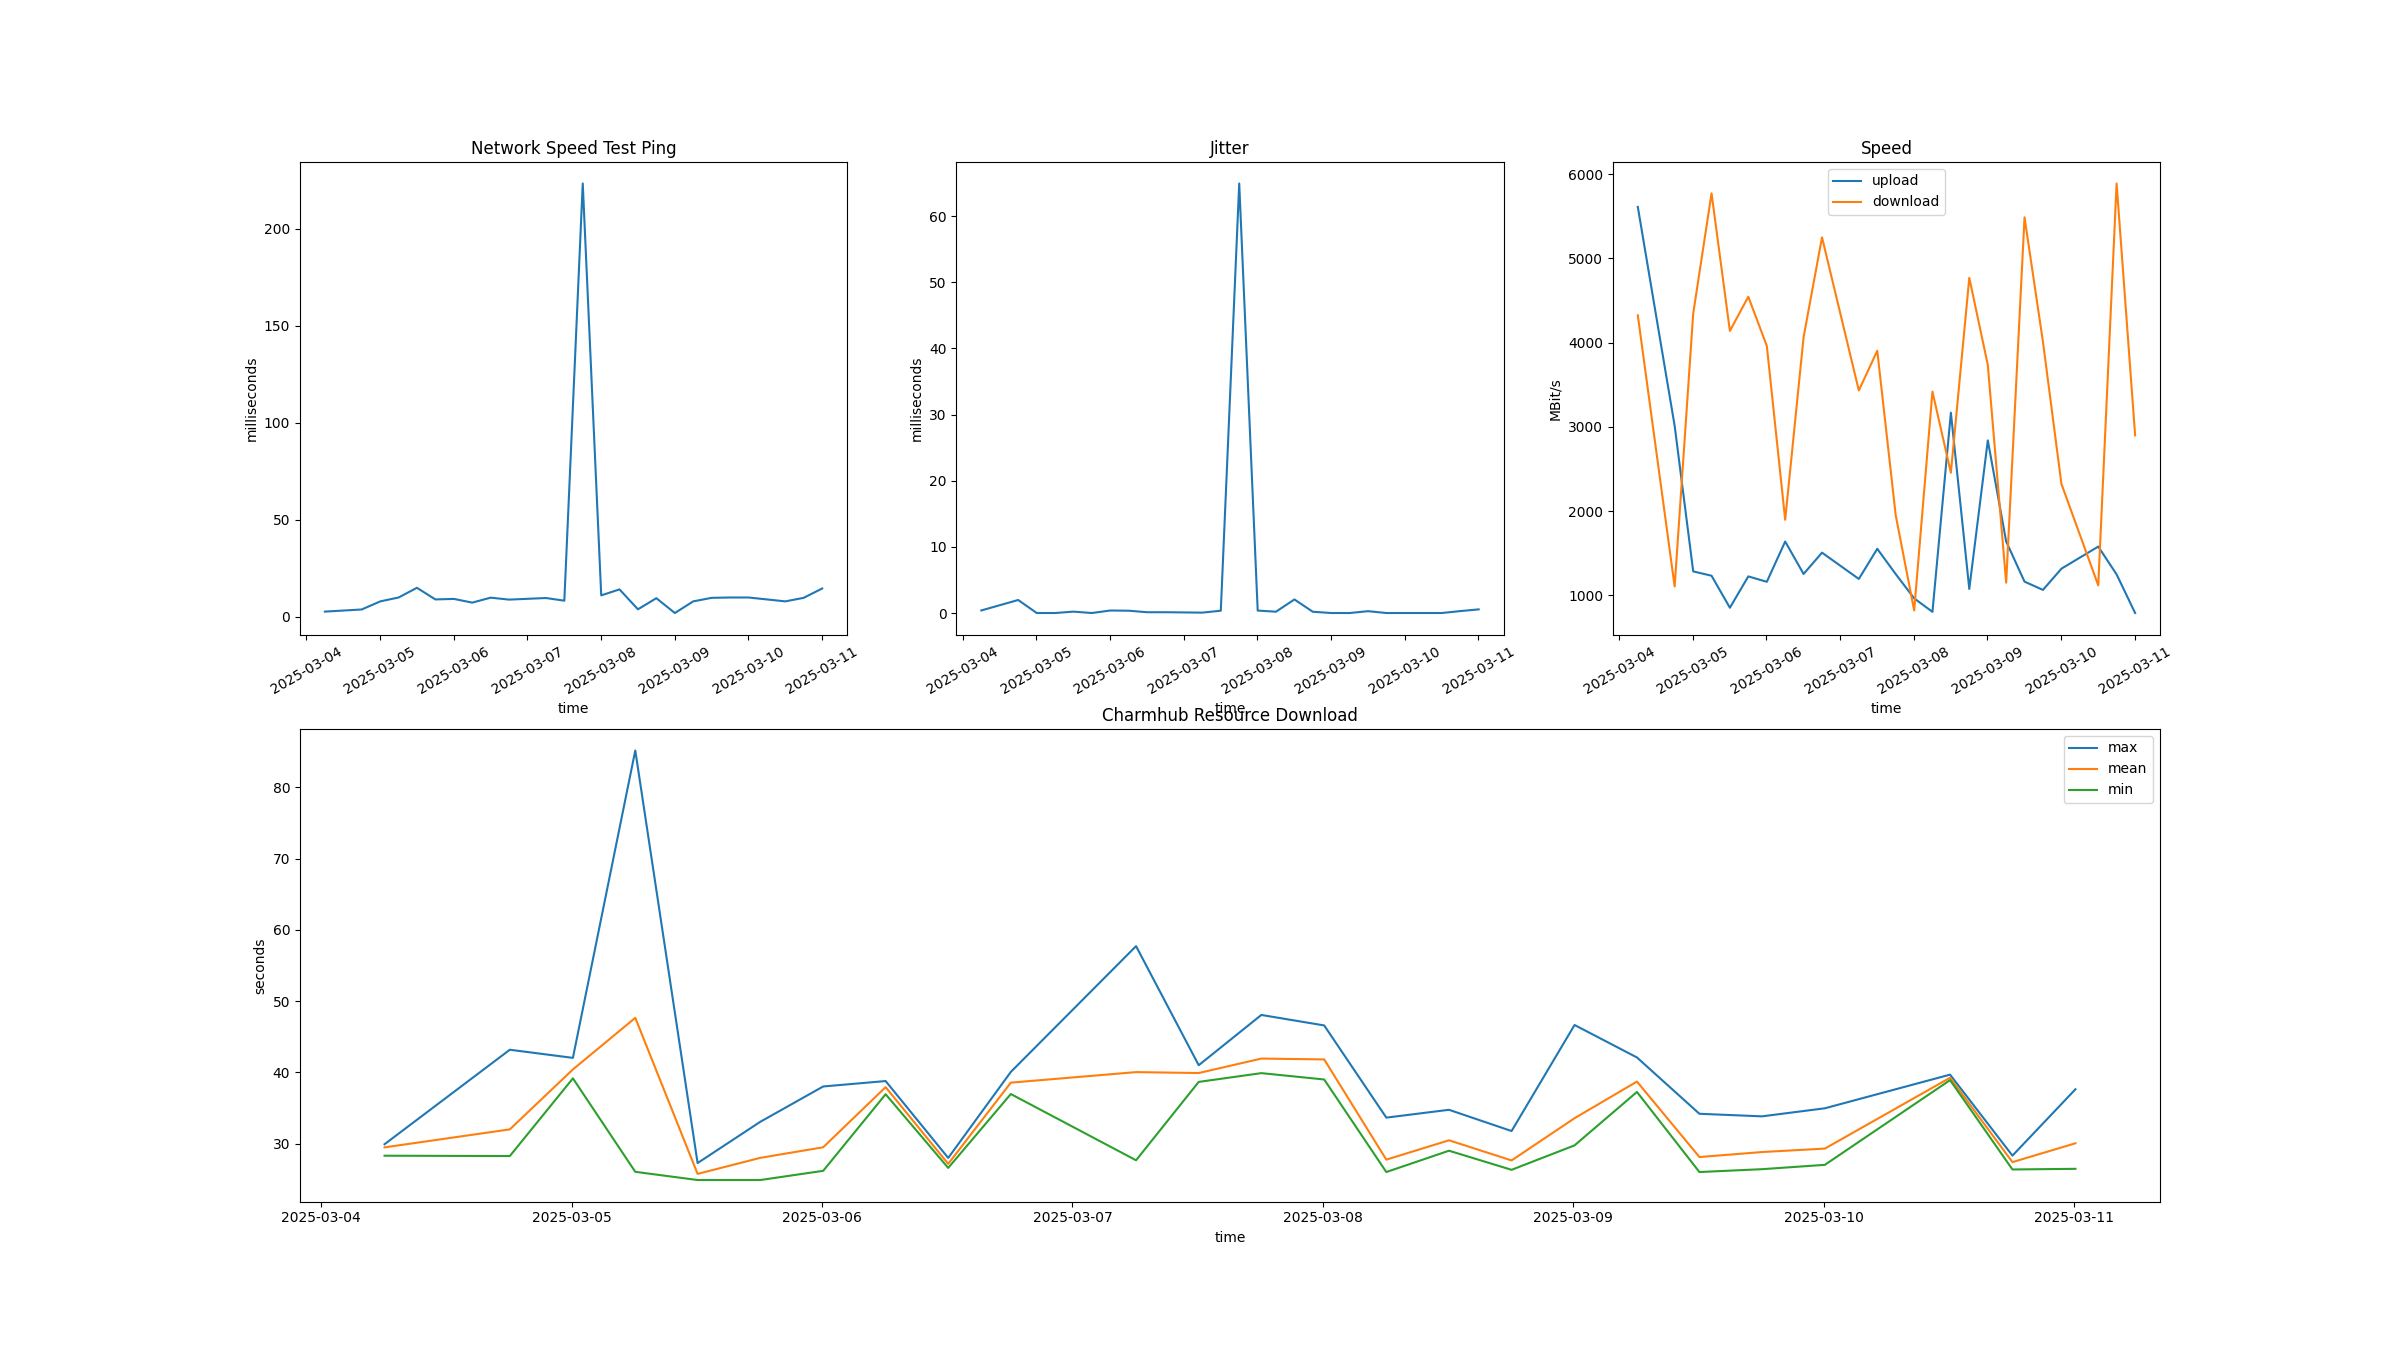 Network Speed Test Ping
milliseconds
200
150
100
50
0
2025-03-04 2025-03-05 2025-03-06 2025-03-07 2025-03-08 2025-03-09 2025-03-10 2025-03-11
time
Jitter
milliseconds
60
50
40
30
20
10
0
2025-03-04 2025-03-05 2025-03-06 2025-03-07 2025-03-08 2025-03-09 2025-03-10 2025-03-11
time
Speed
upload
download
MBit/s
6000
5000
4000
3000
2000
1000
2025-03-04 2025-03-05 2025-03-06 2025-03-07 2025-03-08 2025-03-09 2025-03-10 2025-03-11
time
Charmhub Resource Download
max
mean
min
seconds
80
70
60
50
40
30
2025-03-04 2025-03-05 2025-03-06 2025-03-07 2025-03-08 2025-03-09 2025-03-10 2025-03-11
time